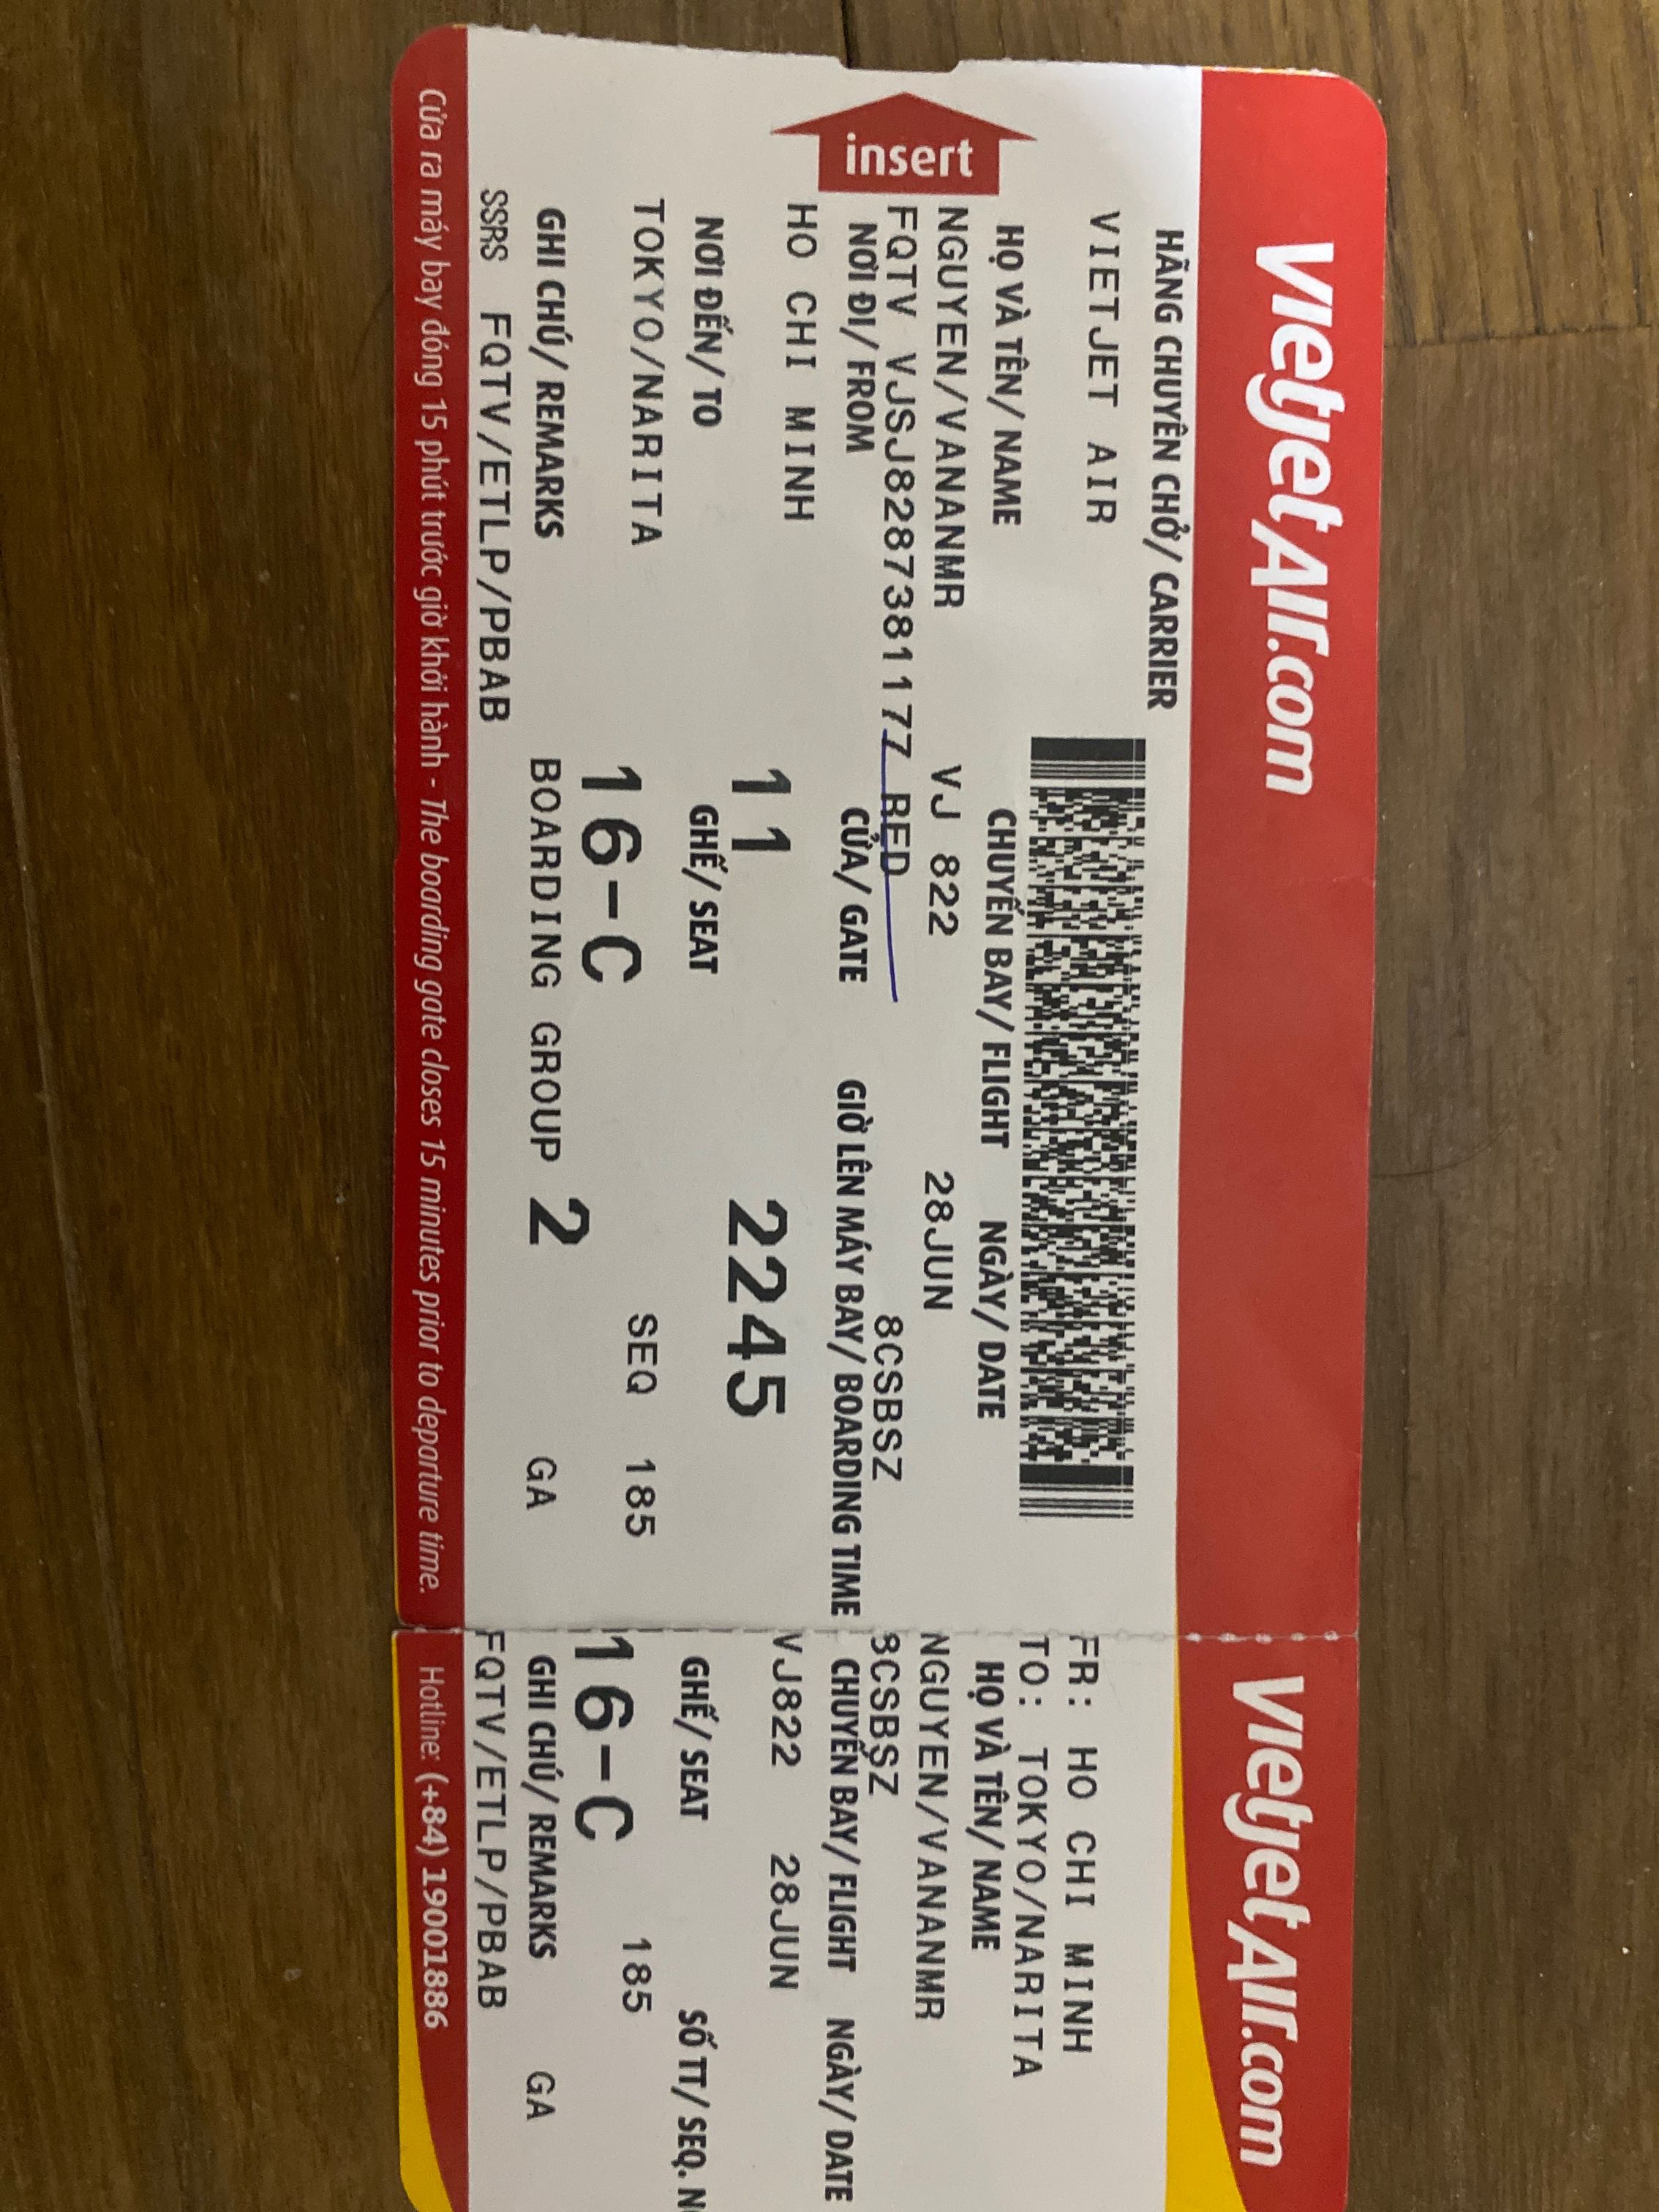 VietjetAir.com
HÃNG CHUYÊN CHỞ/ CARRIER
VIETJET AIR
insert
HỌ VÀ TÊN/ NAME CHUYẾN BAY/ FLIGHT NGÀY/ DATE
NGUYEN/VANANMR VJ 822 28JUN
FQTV VJSJ8287381177 RED 8CSBSZ
NƠI ĐI/ FROM CỬA/ GATE GIỜ LÊN MÁY BAY/ BOARDING TIME
HO CHI MINH 11 2245
NƠI ĐẾN/ TO GHẾ/ SEAT
TOKYO/NARITA 16-C SEQ 185
GHI CHÚ/ REMARKS BOARDING GROUP 2 GA
SSRS FQTV/ETLP/PBAB
Cửa ra máy bay đóng 15 phút trước giờ khởi hành - The boarding gate closes 15 minutes prior to departure time.
VietjetAir.com
FR: HO CHI MINH
TO: TOKYO/NARITA
HỌ VÀ TÊN/ NAME
NGUYEN/VANANMR
8CSBSZ
CHUYẾN BAY/ FLIGHT NGÀY/ DATE
VJ822 28JUN
GHẾ/ SEAT SỐ TT/ SEQ.
16-C 185
GHI CHÚ/ REMARKS GA
FQTV/ETLP/PBAB
Hotline: (+84) 19001886